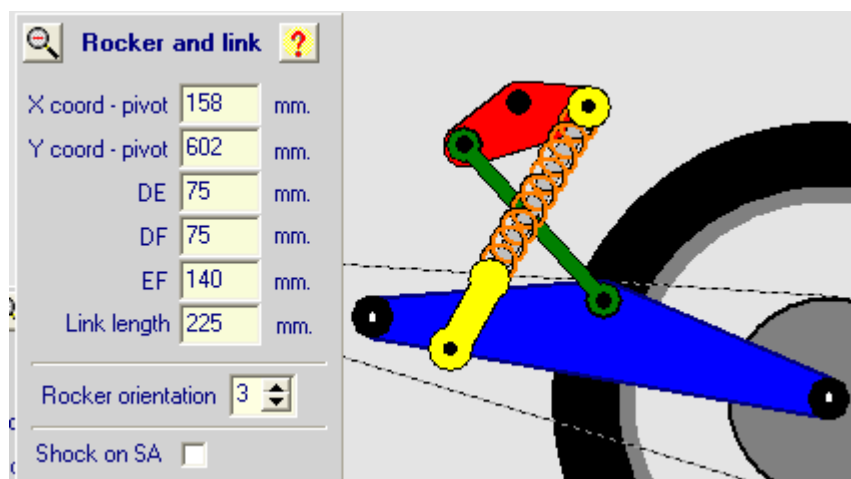 Rocker and link ?
X coord - pivot 158 mm.
Y coord - pivot 602 mm.
DE 75 mm.
DF 75 mm.
EF 140 mm.
Link length 225 mm.
Rocker orientation 3
Shock on SA